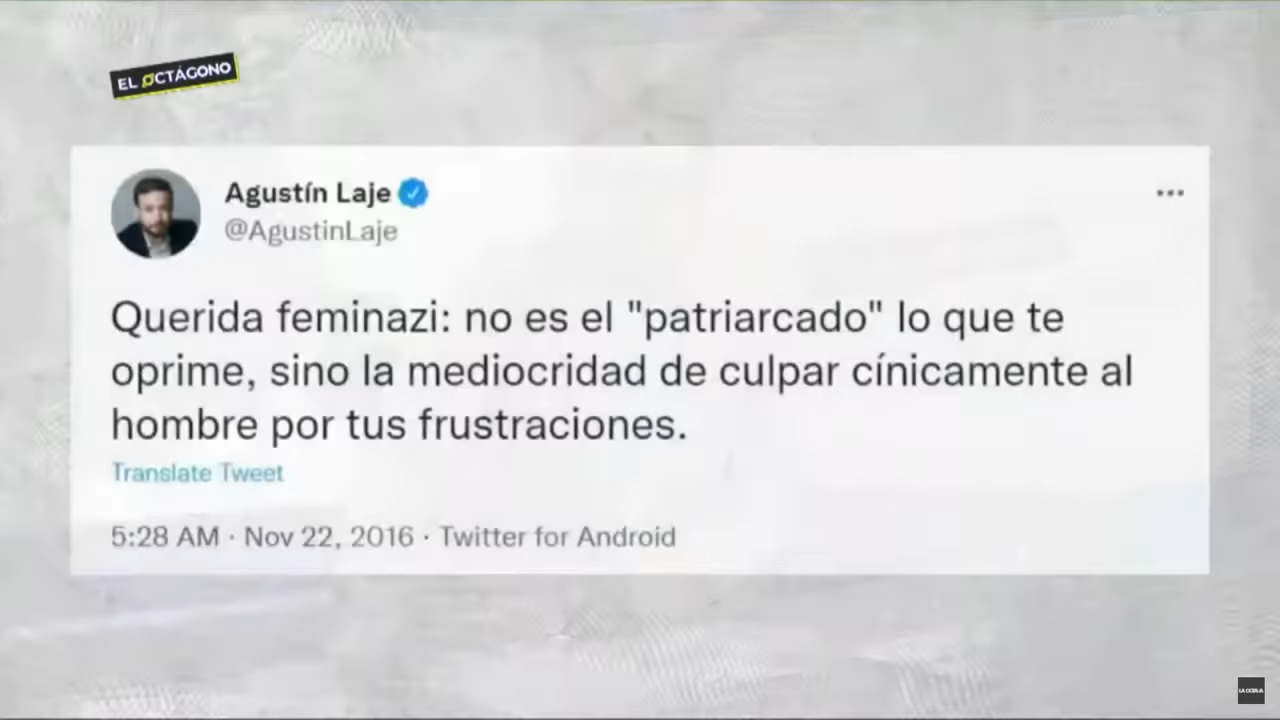 EL OCTÁGONO
Agustín Laje
@AgustinLaje
Querida feminazi: no es el "patriarcado" lo que te
oprime, sino la mediocridad de culpar cínicamente al
hombre por tus frustraciones.
Translate Tweet
5:28 AM · Nov 22, 2016 · Twitter for Android